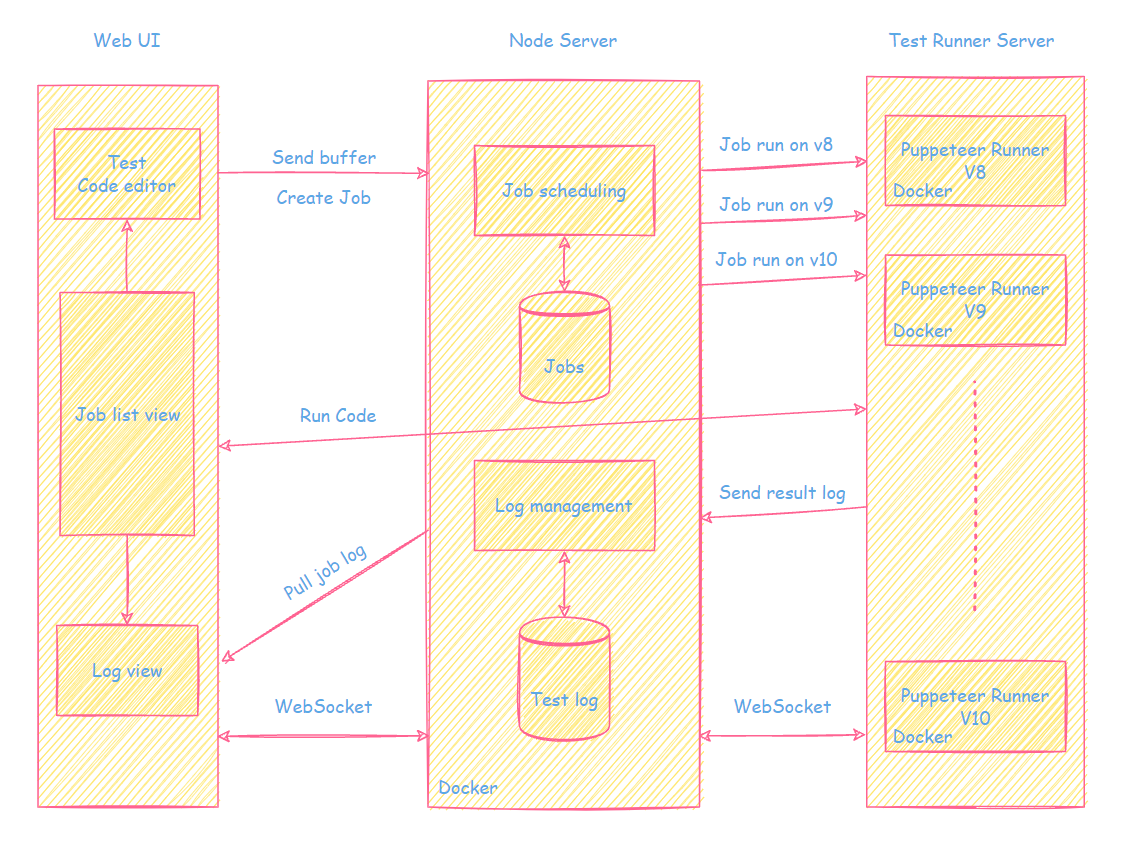 Web UI
Node Server
Test Runner Server
Test
Code editor
Job list view
Log view
Send buffer
Create Job
Run Code
Pull job log
WebSocket
Job scheduling
Jobs
Log management
Test log
Docker
Job run on v8
Job run on v9
Job run on v10
Send result log
WebSocket
Puppeteer Runner
V8
Docker
Puppeteer Runner
V9
Docker
Puppeteer Runner
V10
Docker